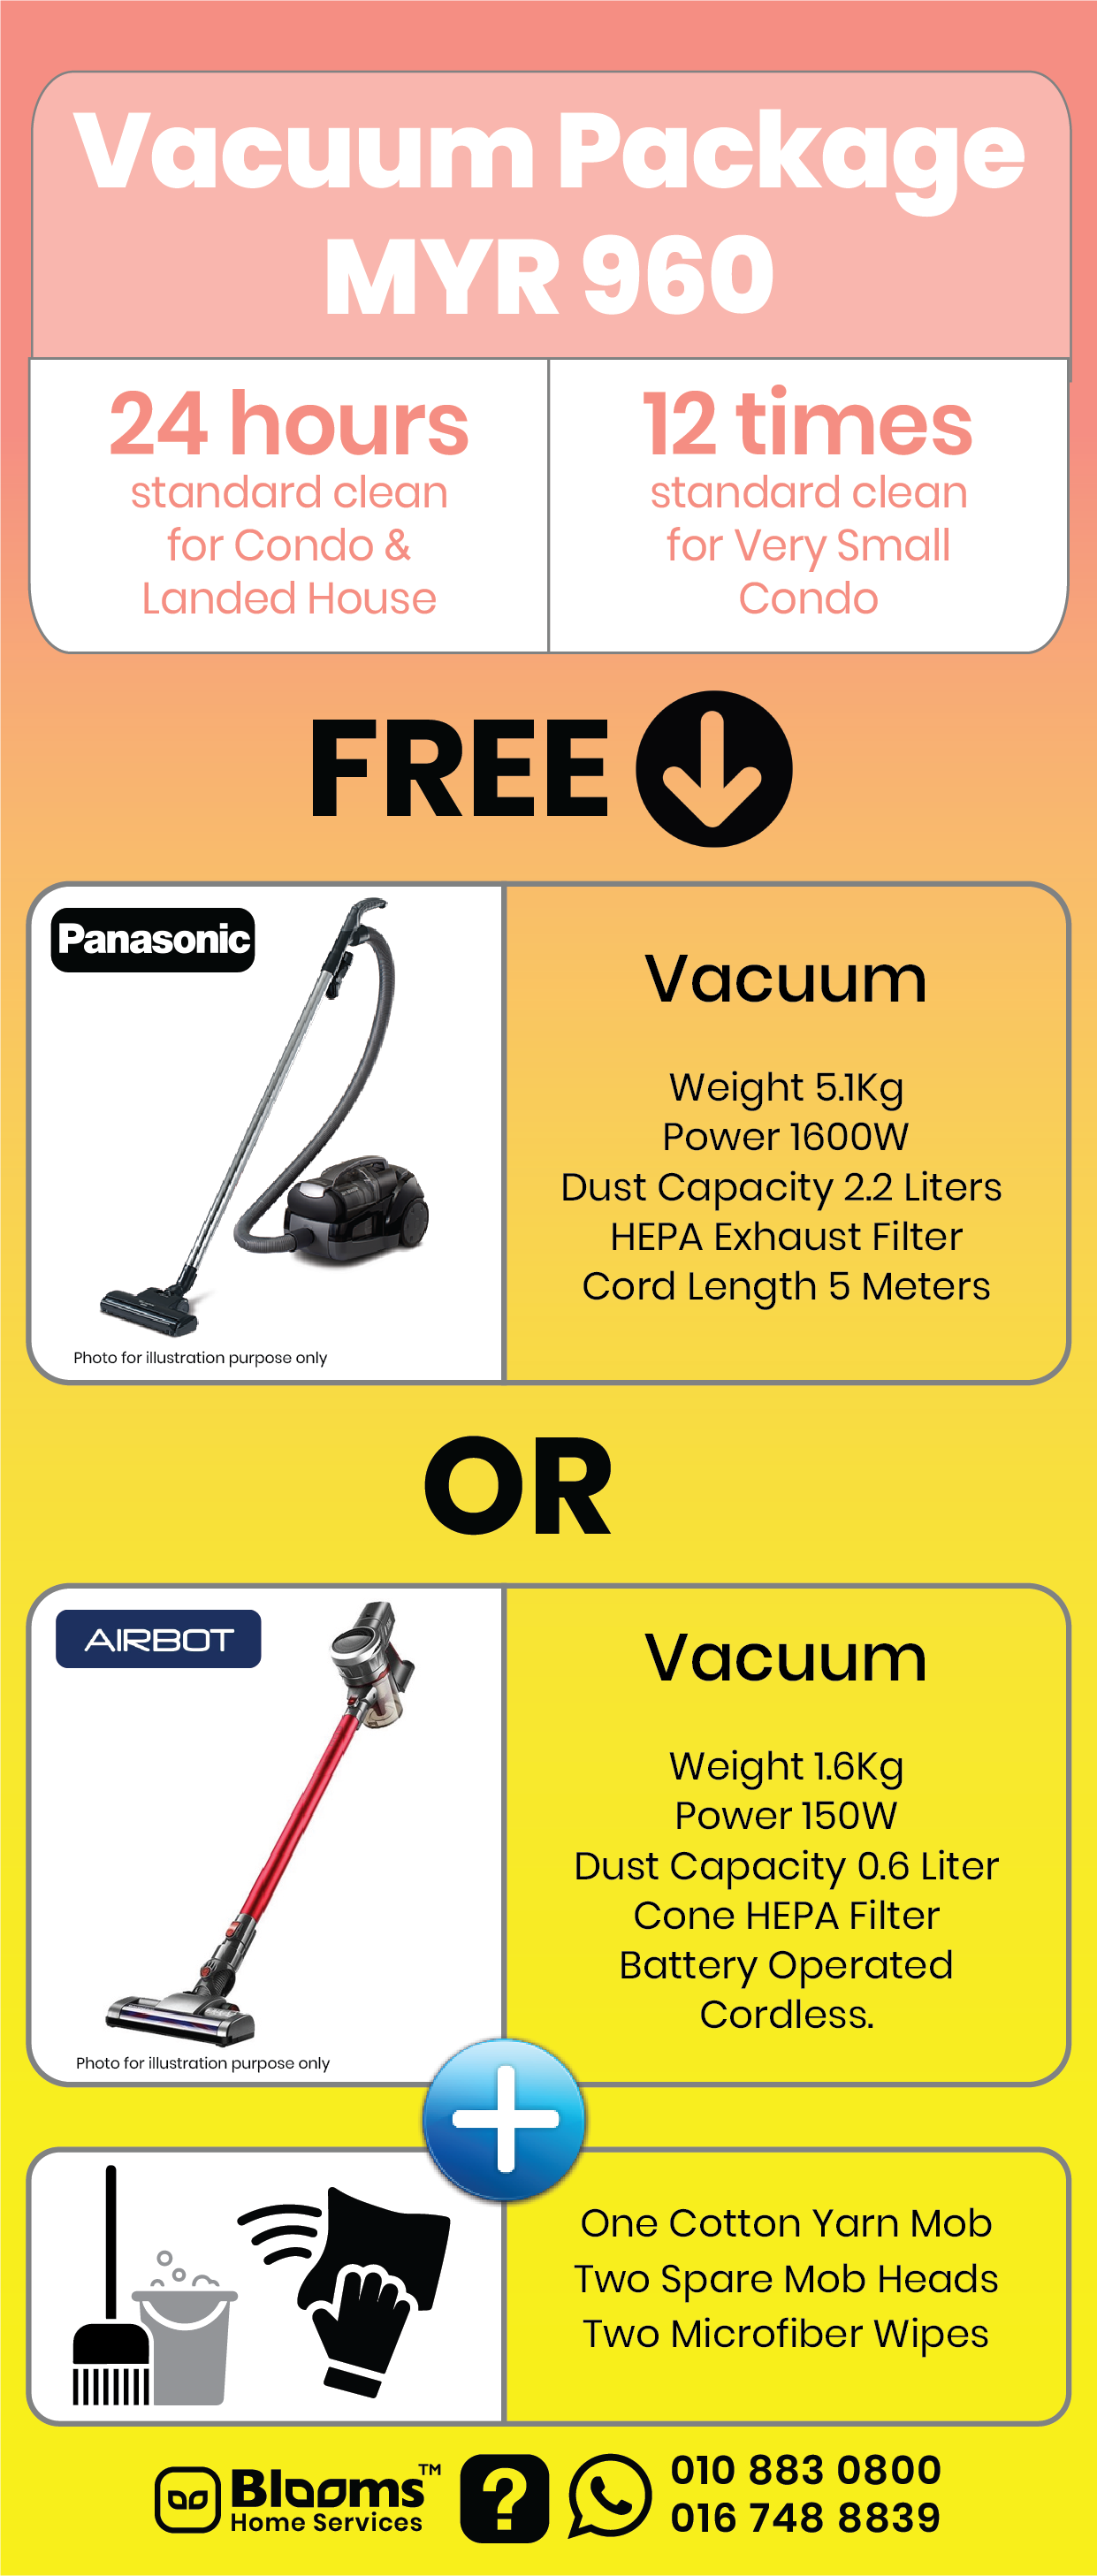 Vacuum Package
MYR 960
24 hours
standard clean
for Condo &
Landed House
12 times
standard clean
for Very Small
Condo
FREE
Panasonic
Photo for illustration purpose only
Vacuum
Weight 5.1Kg
Power 1600W
Dust Capacity 2.2 Liters
HEPA Exhaust Filter
Cord Length 5 Meters
OR
AIRBOT
Photo for illustration purpose only
Vacuum
Weight 1.6Kg
Power 150W
Dust Capacity 0.6 Liter
Cone HEPA Filter
Battery Operated
Cordless.
One Cotton Yarn Mob
Two Spare Mob Heads
Two Microfiber Wipes
Blooms™
Home Services
?
010 883 0800
016 748 8839